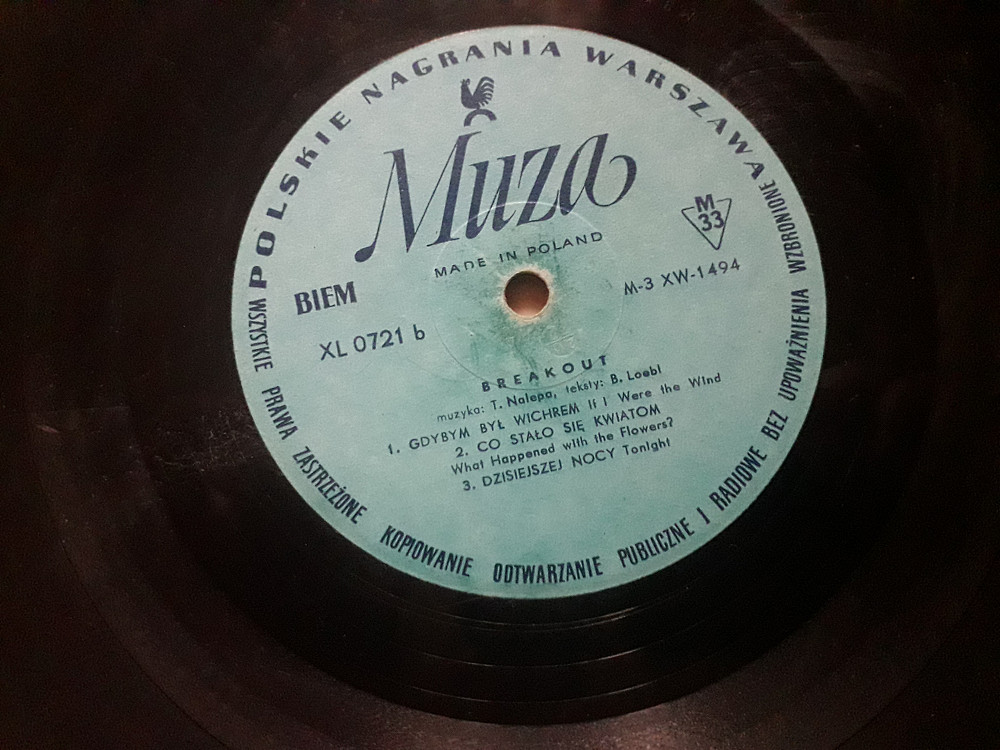 POLSKIE NAGRANIA WARSZAWA
Muza
MADE IN POLAND
M
33
BIEM
M-3 XW-1494
XL 0721 b
BREAKOUT
muzyka: T. Nalepa, teksty: B. Loebl
1. GDYBYM BYŁ WICHREM If I Were the Wind
2. CO STAŁO SIĘ KWIATOM
What Happened with the Flowers?
3. DZISIEJSZEJ NOCY Tonight
WSZYSTKIE PRAWA ZASTRZEŻONE KOPIOWANIE ODTWARZANIE PUBLICZNE I RADIOWE BEZ UPOWAŻNIENIA WZBRONIONE